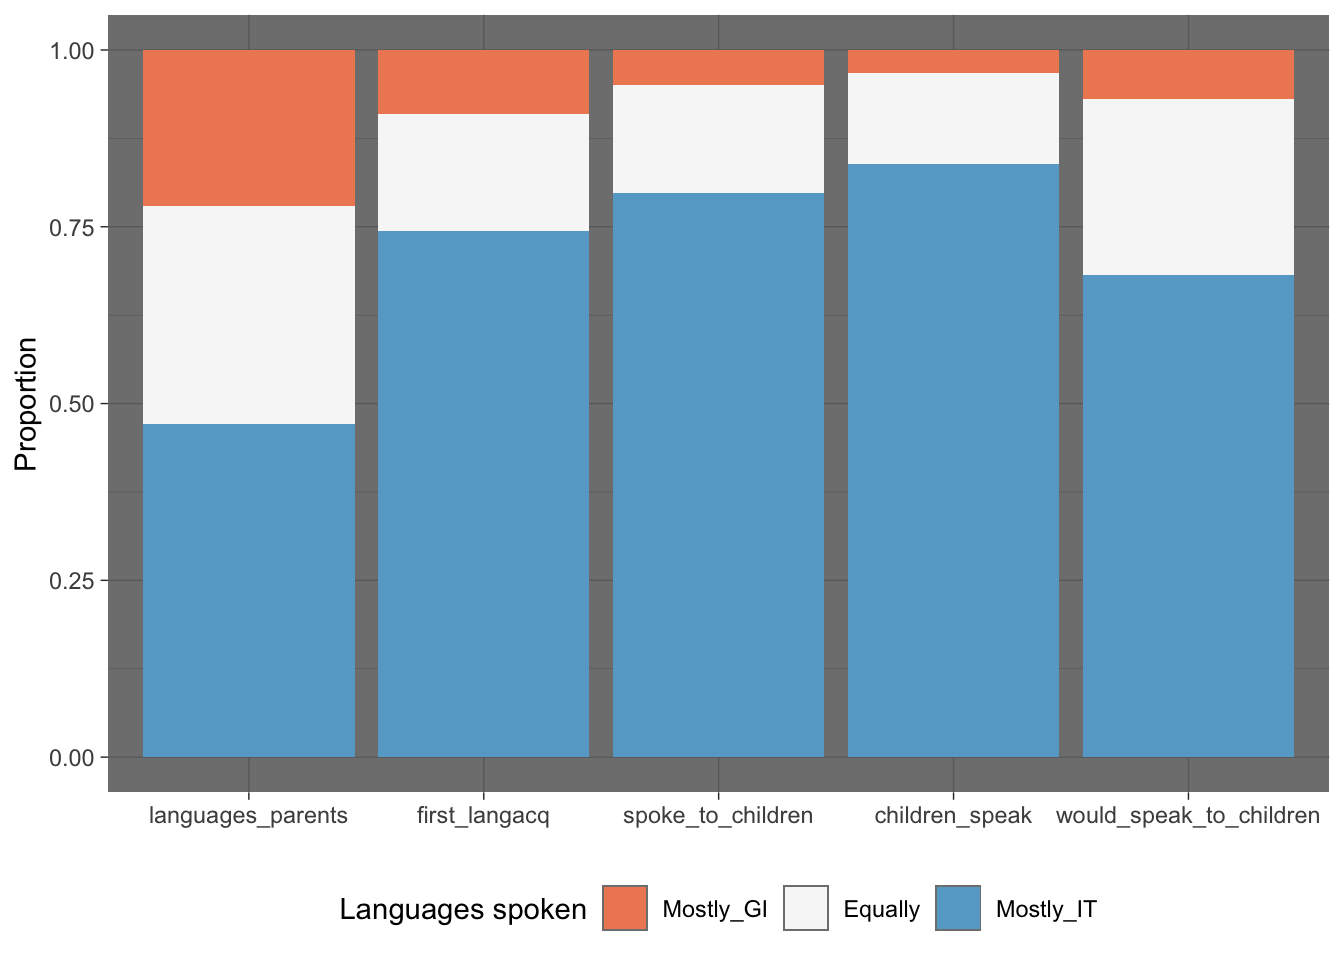 1.00
0.75
0.50
0.25
0.00
Proportion
languages_parents first_langacq spoke_to_children children_speak would_speak_to_children
Languages spoken Mostly_GI Equally Mostly_IT